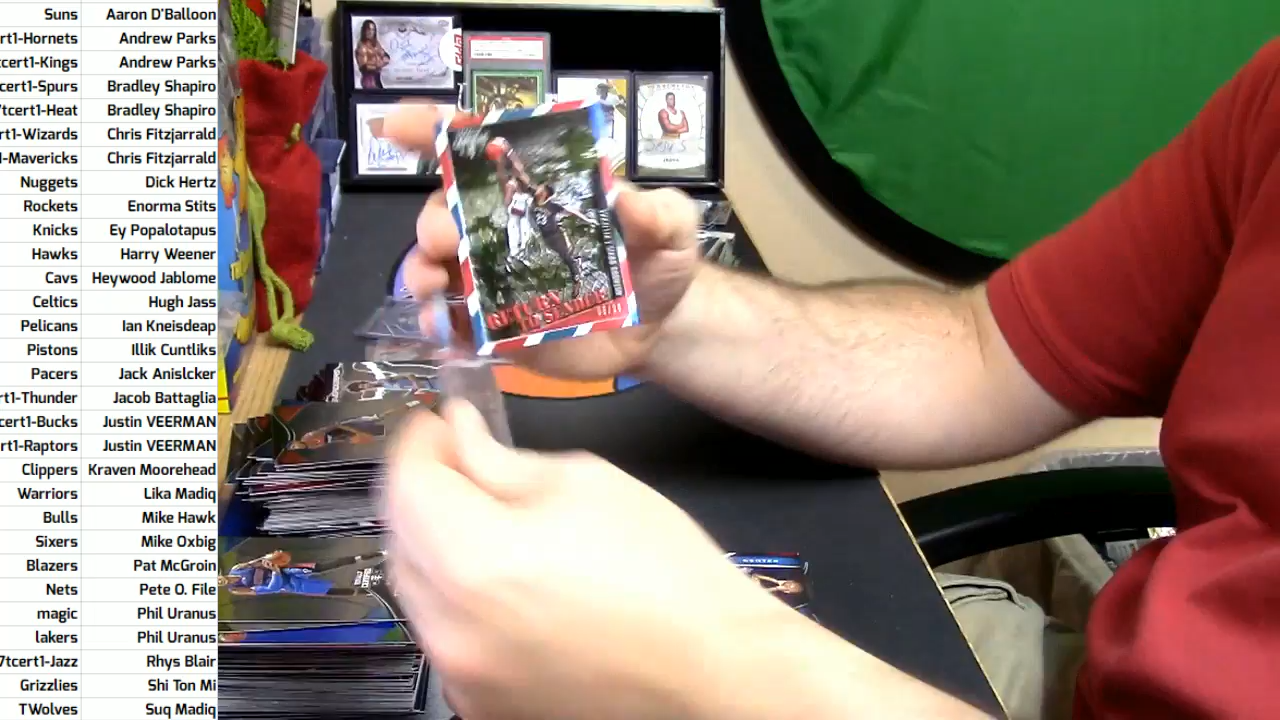 Suns Aaron D'Balloon
rt1-Hornets Andrew Parks
cert1-Kings Andrew Parks
cert1-Spurs Bradley Shapiro
7tcert1-Heat Bradley Shapiro
rt1-Wizards Chris Fitzjarrald
1-Mavericks Chris Fitzjarrald
Nuggets Dick Hertz
Rockets Enorma Stits
Knicks Ey Popalotapus
Hawks Harry Weener
Cavs Heywood Jablome
Celtics Hugh Jass
Pelicans Ian Kneisdeap
Pistons Illik Cuntliks
Pacers Jack Anislcker
rt1-Thunder Jacob Battaglia
cert1-Bucks Justin VEERMAN
rt1-Raptors Justin VEERMAN
Clippers Kraven Moorehead
Warriors Lika Madiq
Bulls Mike Hawk
Sixers Mike Oxbig
Blazers Pat McGroin
Nets Pete O. File
magic Phil Uranus
lakers Phil Uranus
7tcert1-Jazz Rhys Blair
Grizzlies Shi Ton Mi
TWolves Suq Madiq
RETURN
TO SENDER
CENTER